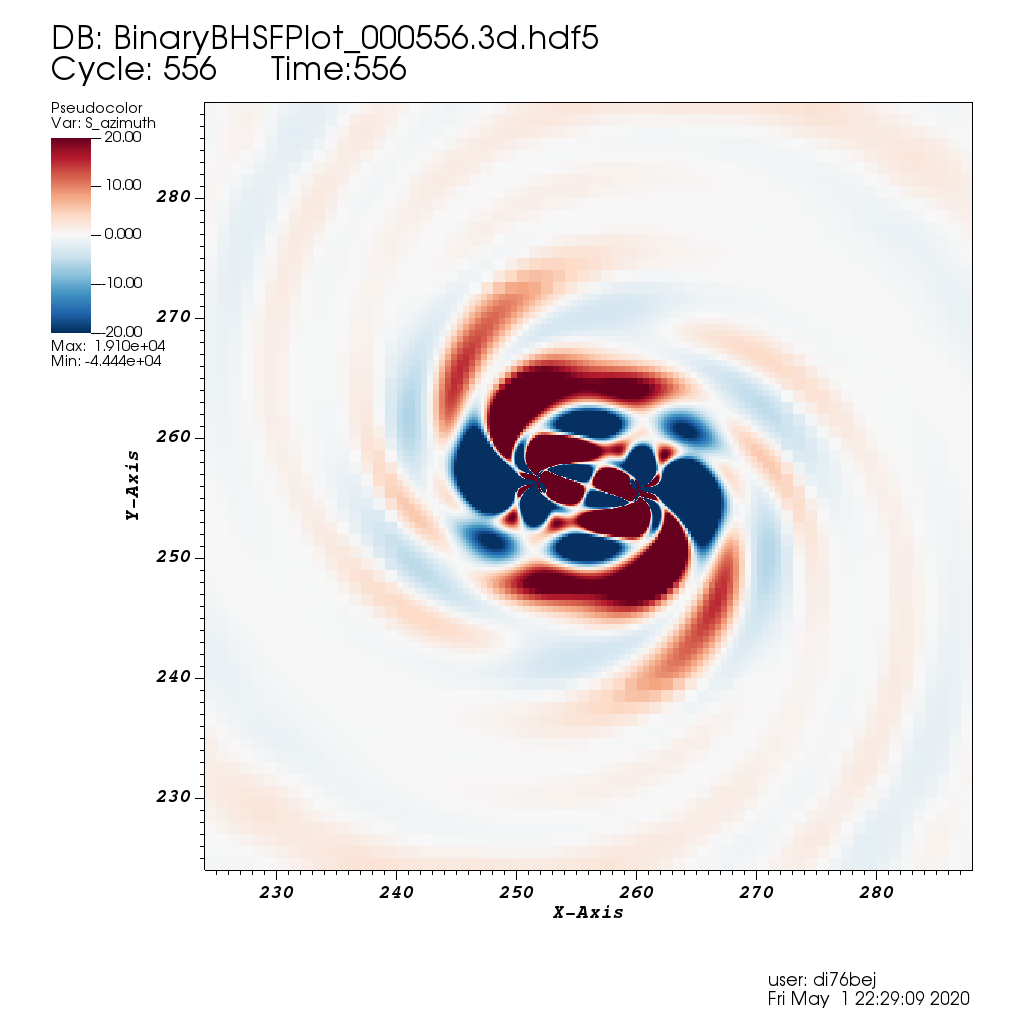 DB: BinaryBHSFPlot_000556.3d.hdf5
Cycle: 556 Time:556
Pseudocolor
Var: S_azimuth
20.00
10.00
0.000
-10.00
-20.00
Max: 1.910e+04
Min: -4.444e+04
280
270
260
250
240
230
Y-Axis
230 240 250 260 270 280
X-Axis
user: di76bej
Fri May 1 22:29:09 2020